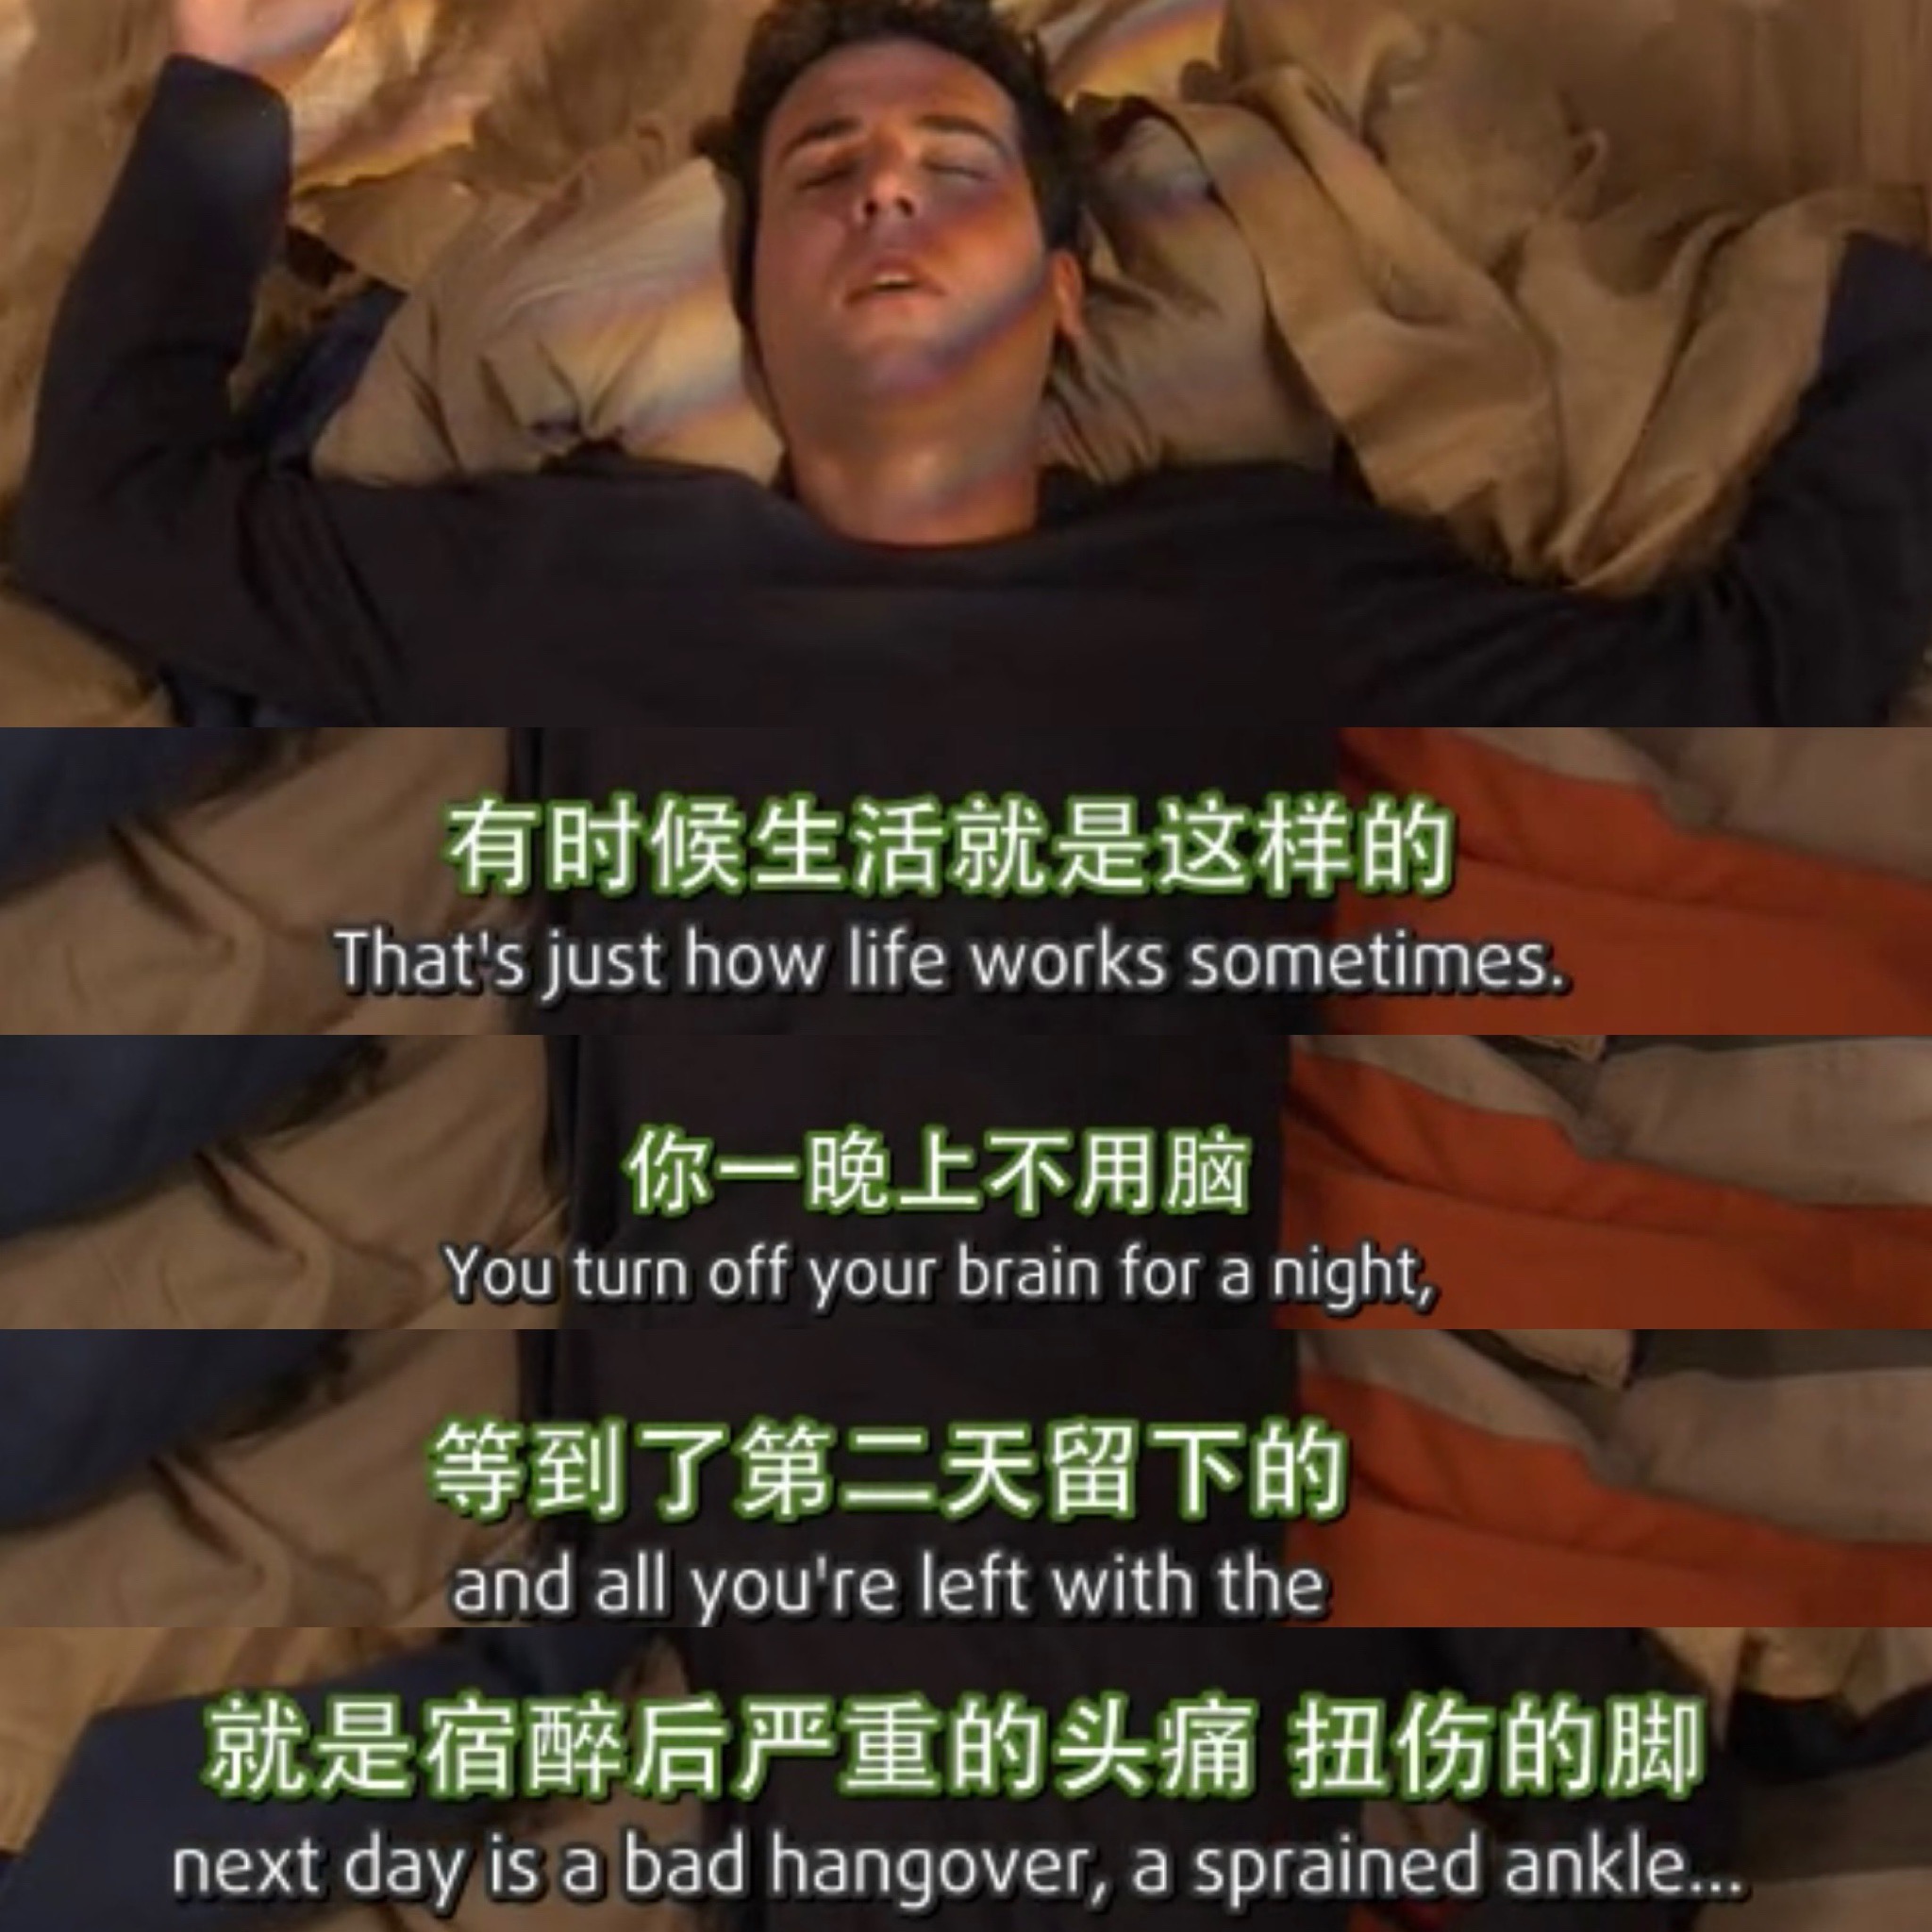 有时候生活就是这样的
That's just how life works sometimes.
你一晚上不用脑
You turn off your brain for a night,
等到了第二天留下的
and all you're left with the
就是宿醉后严重的头痛 扭伤的脚
next day is a bad hangover, a sprained ankle...